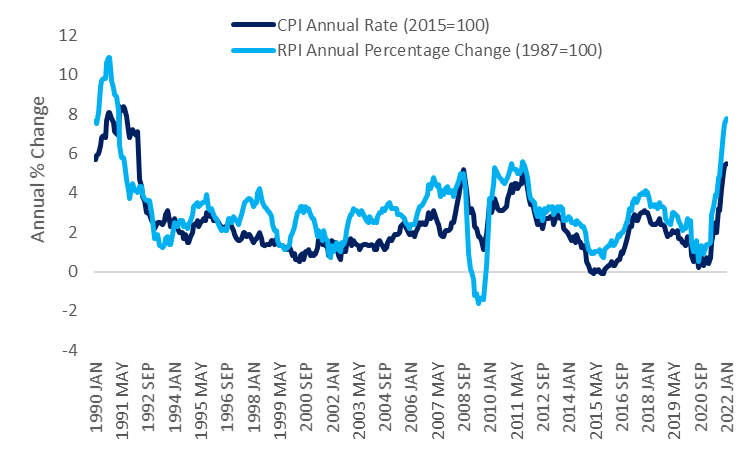 CPI Annual Rate (2015=100)
RPI Annual Percentage Change (1987=100)
Annual % Change
12
10
8
6
4
2
0
-2
-4
1990 JAN
1991 MAY
1992 SEP
1994 JAN
1995 MAY
1996 SEP
1998 JAN
1999 MAY
2000 SEP
2002 JAN
2003 MAY
2004 SEP
2006 JAN
2007 MAY
2008 SEP
2010 JAN
2011 MAY
2012 SEP
2014 JAN
2015 MAY
2016 SEP
2018 JAN
2019 MAY
2020 SEP
2022 JAN